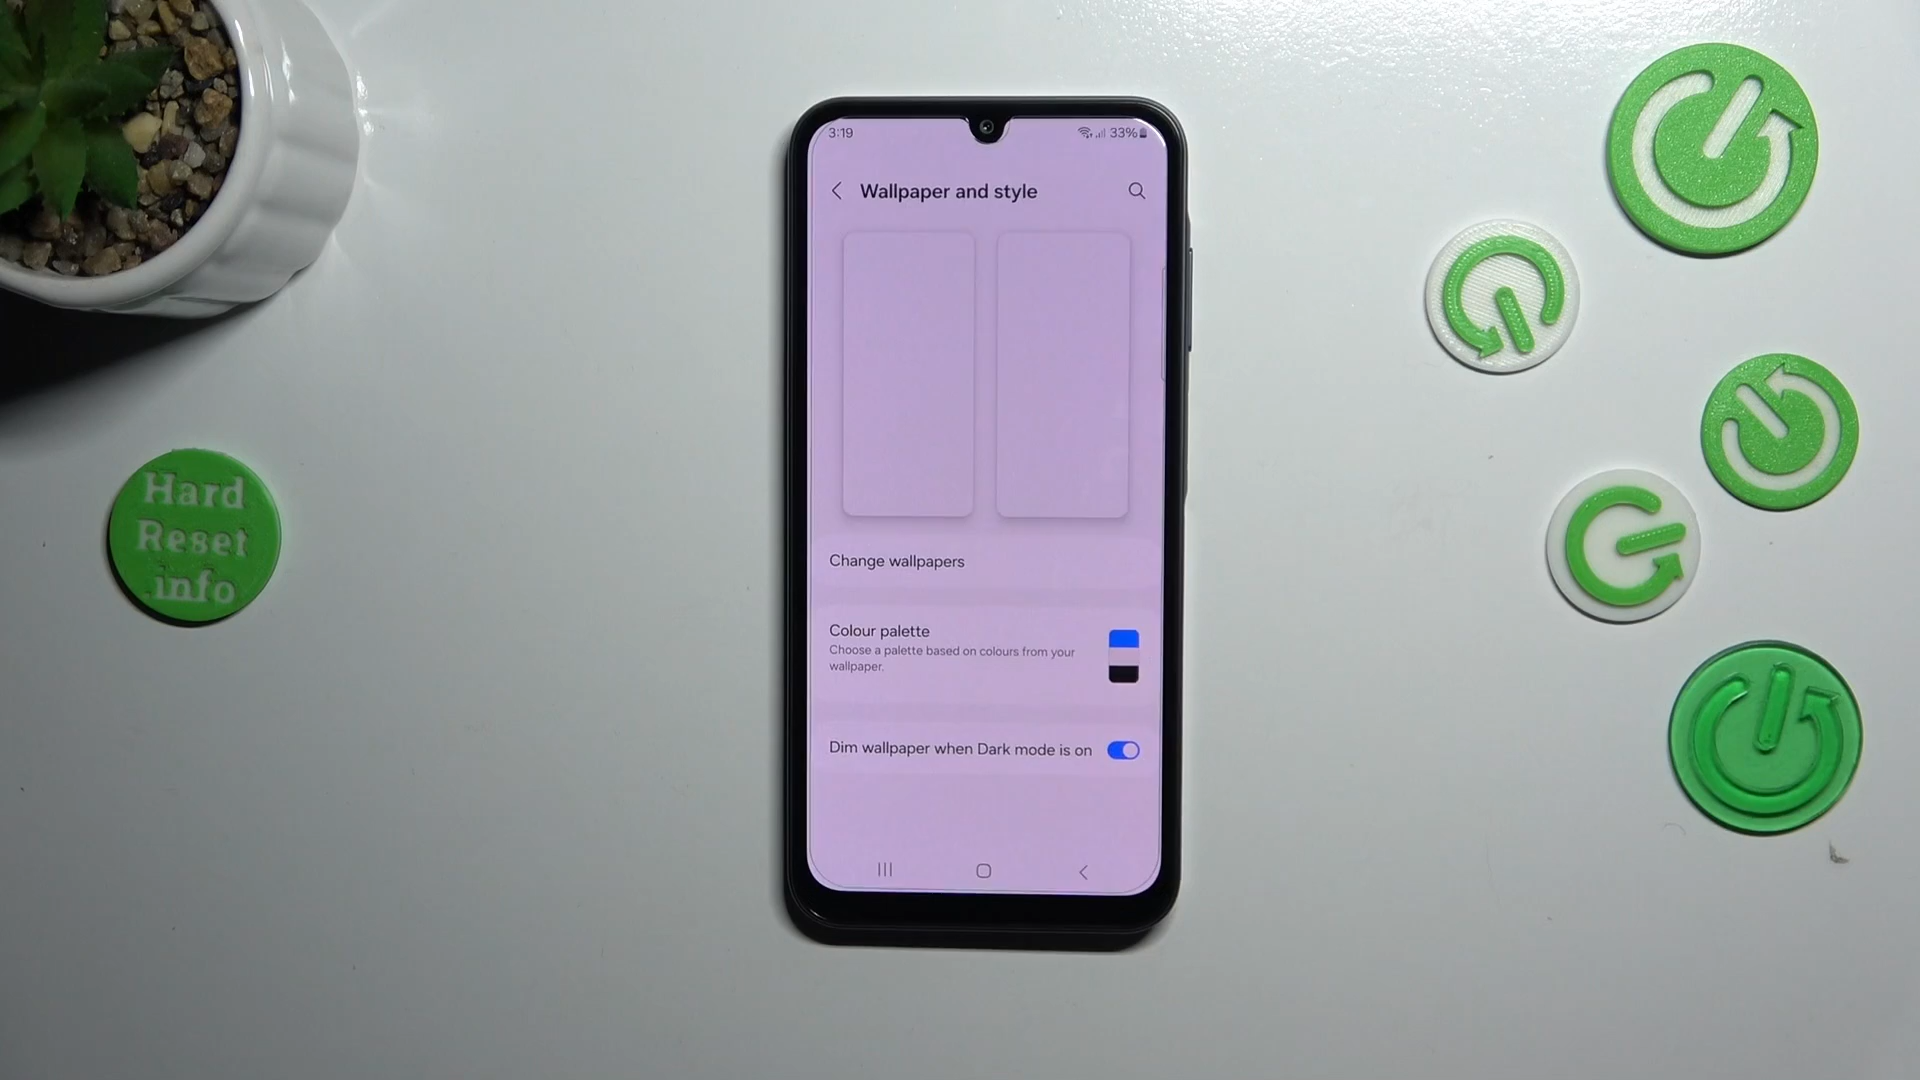 3:19
33%
Wallpaper and style
Change wallpapers
Colour palette
Choose a palette based on colours from your
wallpaper.
Dim wallpaper when Dark mode is on
Hard
Reset
info